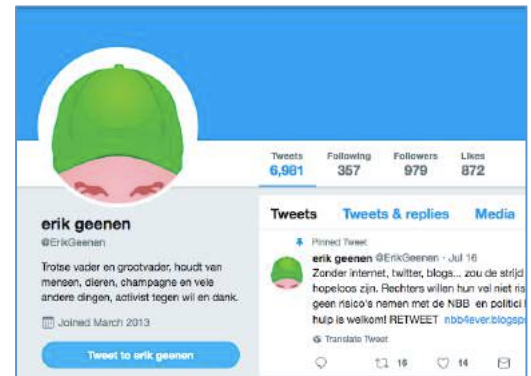 Tweets Following Followers Likes
6,981 357 979 872
erik geenen
@ErikGeenen
Trotse vader en grootvader, houdt van
mensen, dieren, champagne en vele
andere dingen, activist tegen wil en dank.
Joined March 2013
Tweet to erik geenen
Tweets Tweets & replies Media
Pinned Tweet
erik geenen @ErikGeenen · Jul 16
Zonder internet, twitter, blogs... zou de strijd
hopeloos zijn. Rechters willen hun vel niet ris
geen risico's nemen met de NBB en politici
hulp is welkom! RETWEET nbb4ever.blogsp
Translate Tweet
16 14